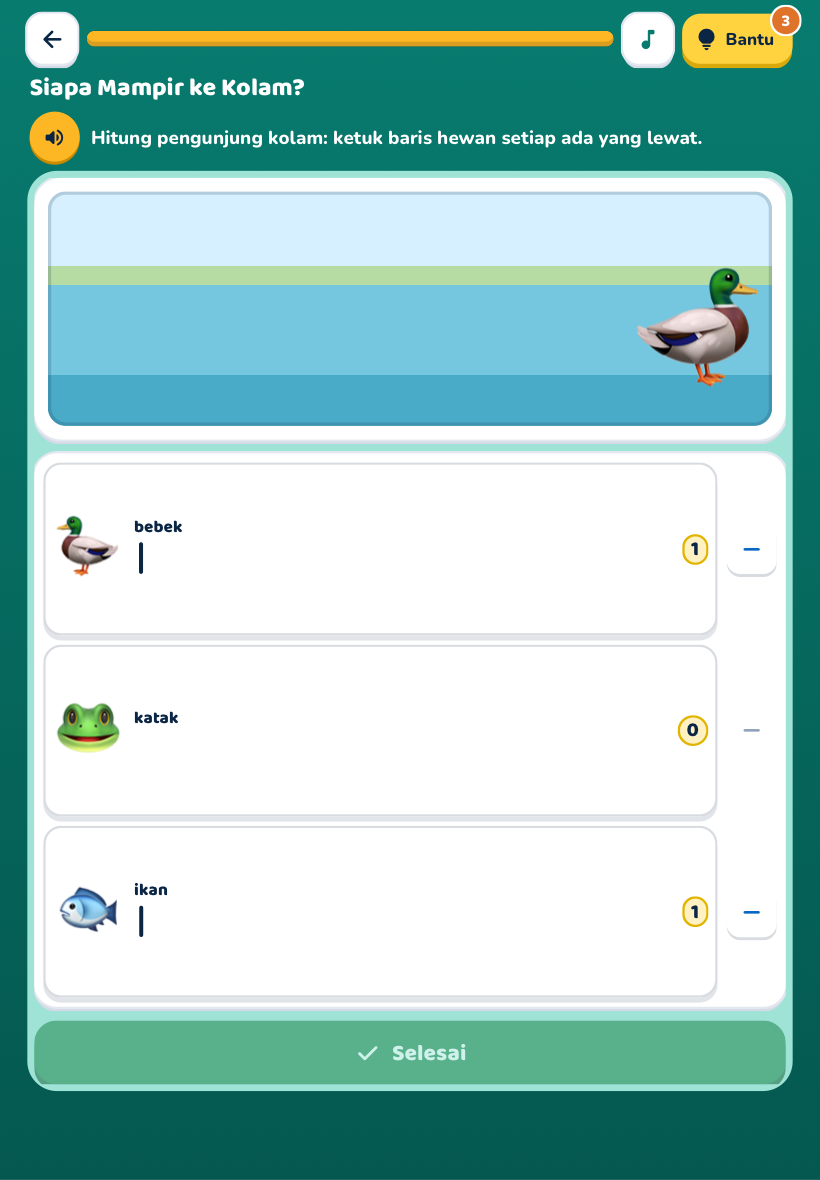 3
Bantu
Siapa Mampir ke Kolam?
Hitung pengunjung kolam: ketuk baris hewan setiap ada yang lewat.
bebek
1
katak
0
ikan
1
Selesai